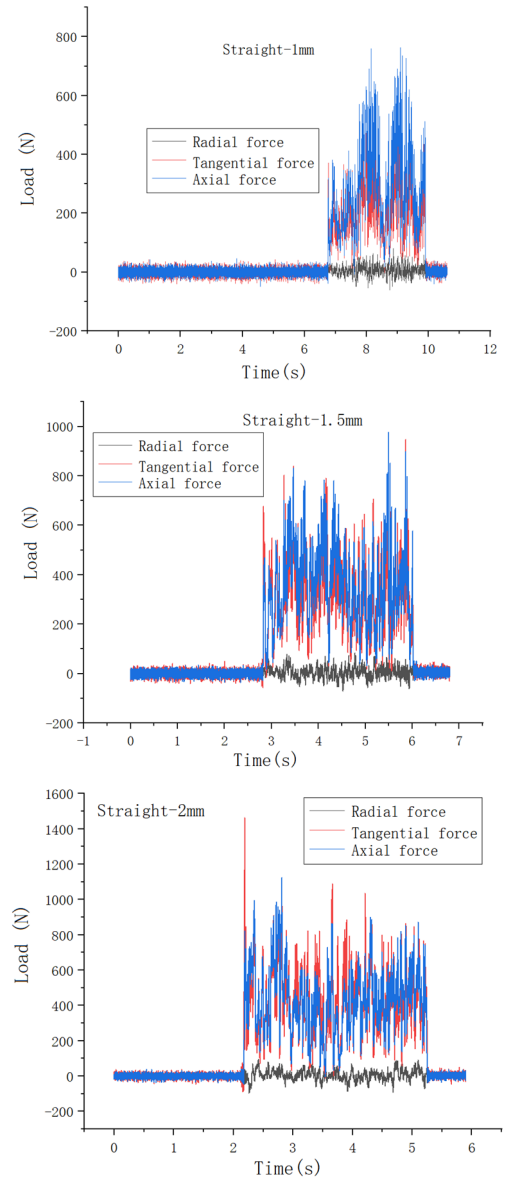 Straight-1mm
Radial force
Tangential force
Axial force
Load (N)
800
600
400
200
0
-200
0 2 4 6 8 10 12
Time(s)
Straight-1.5mm
Radial force
Tangential force
Axial force
Load (N)
1000
800
600
400
200
0
-200
-1 0 1 2 3 4 5 6 7
Time(s)
Straight-2mm
Radial force
Tangential force
Axial force
Load (N)
1600
1400
1200
1000
800
600
400
200
0
-200
0 1 2 3 4 5 6
Time(s)